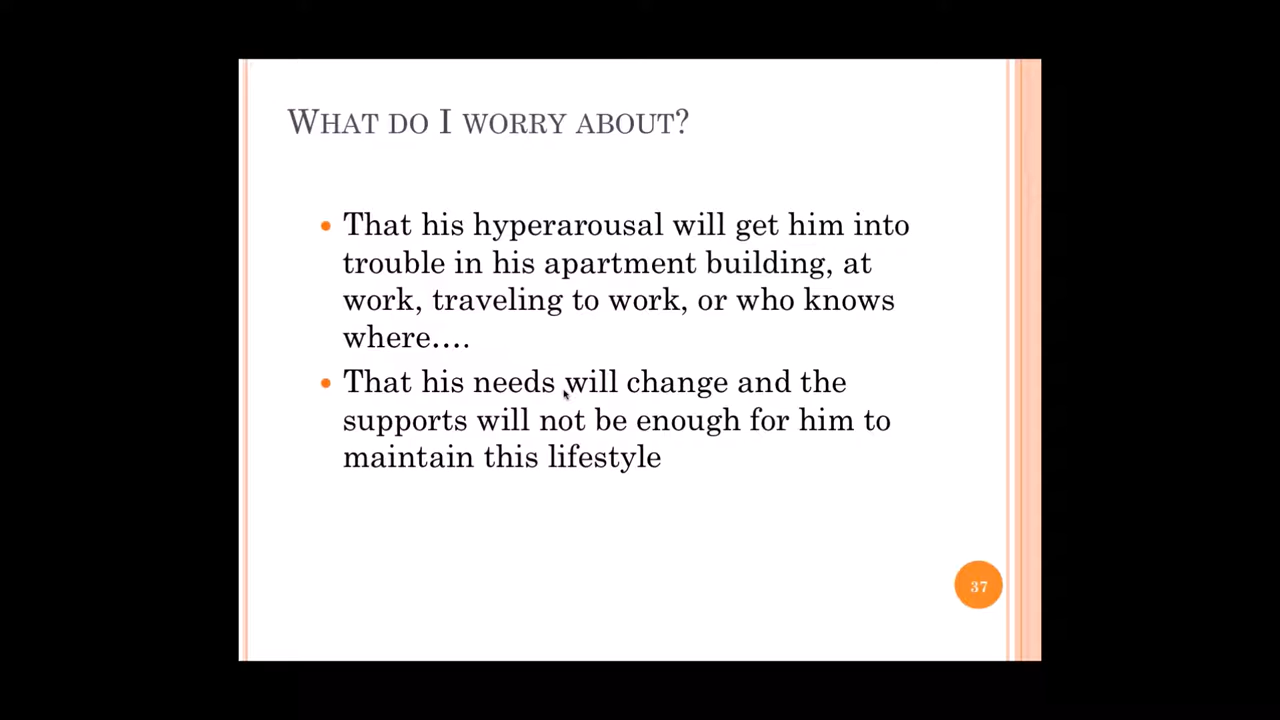 What do I worry about?
• That his hyperarousal will get him into
trouble in his apartment building, at
work, traveling to work, or who knows
where....
• That his needs will change and the
supports will not be enough for him to
maintain this lifestyle
37